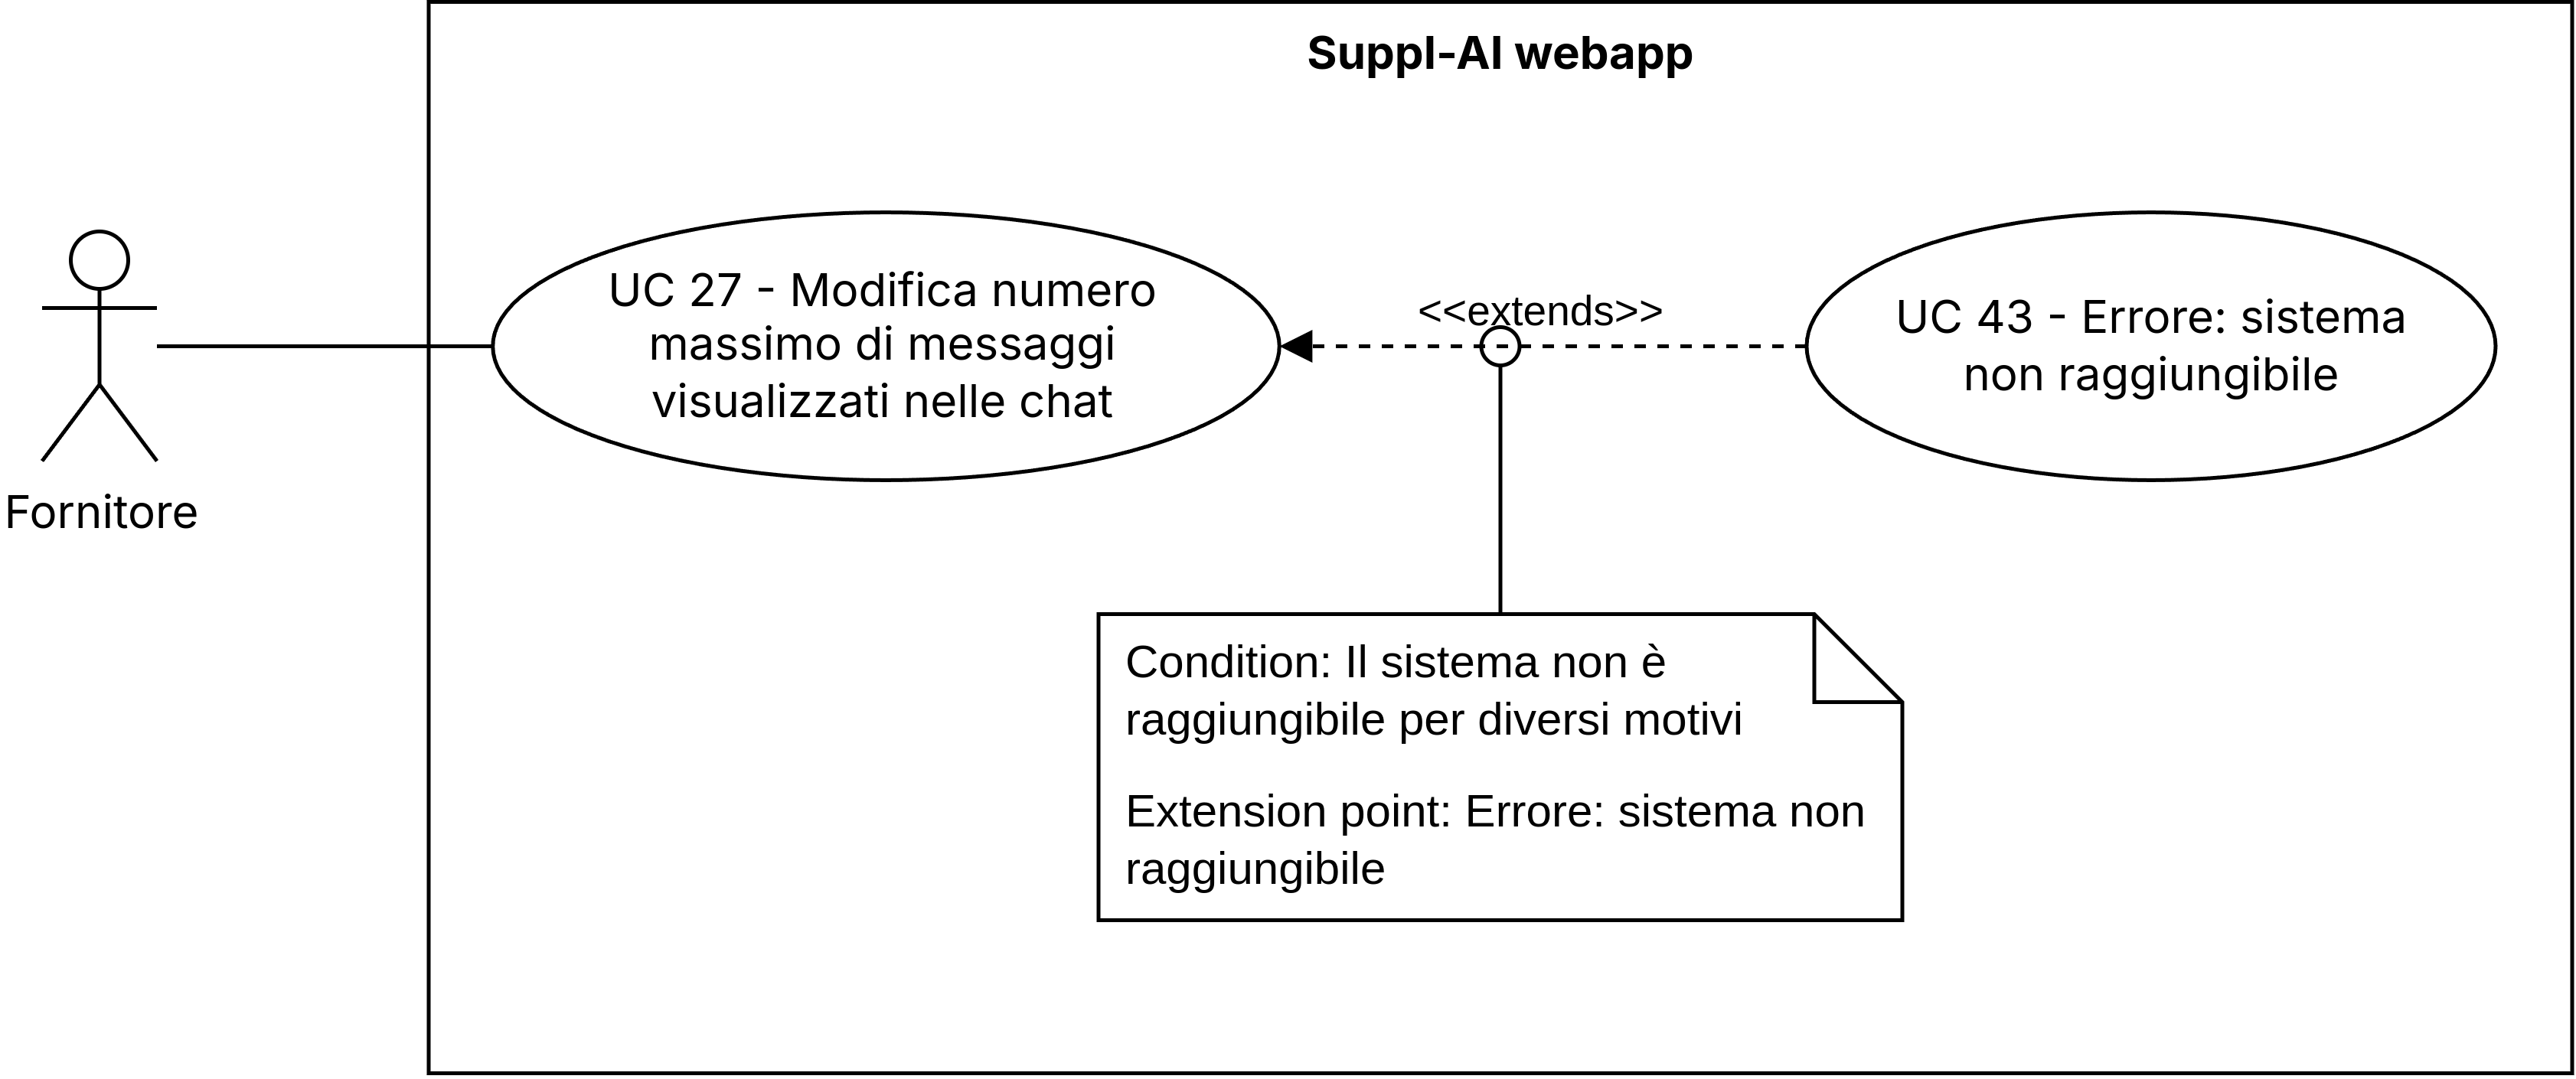 Suppl-AI webapp
UC 27 - Modifica numero
massimo di messaggi
visualizzati nelle chat
<<extends>>
UC 43 - Errore: sistema
non raggiungibile
Fornitore
Condition: Il sistema non è
raggiungibile per diversi motivi
Extension point: Errore: sistema non
raggiungibile